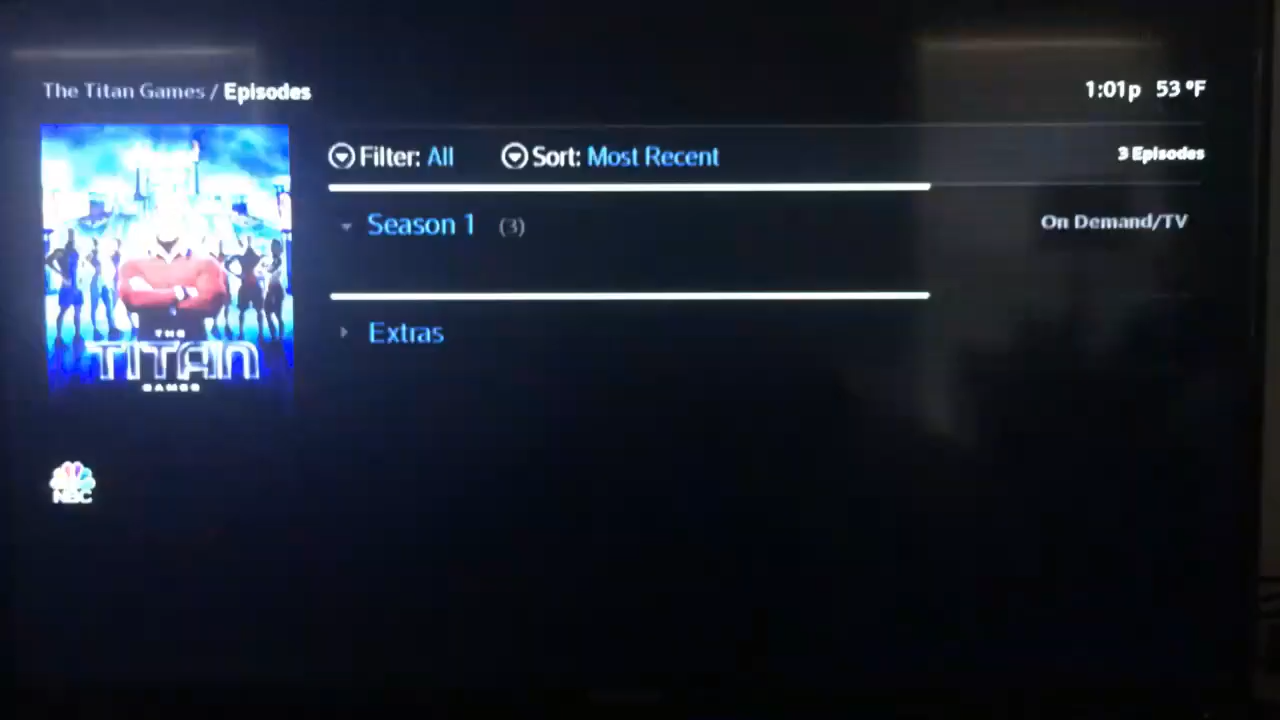 The Titan Games / Episodes
1:01p 53 °F
Filter: All Sort: Most Recent
3 Episodes
Season 1 (3)
On Demand/TV
Extras
THE
TITAN
GAMES
NBC